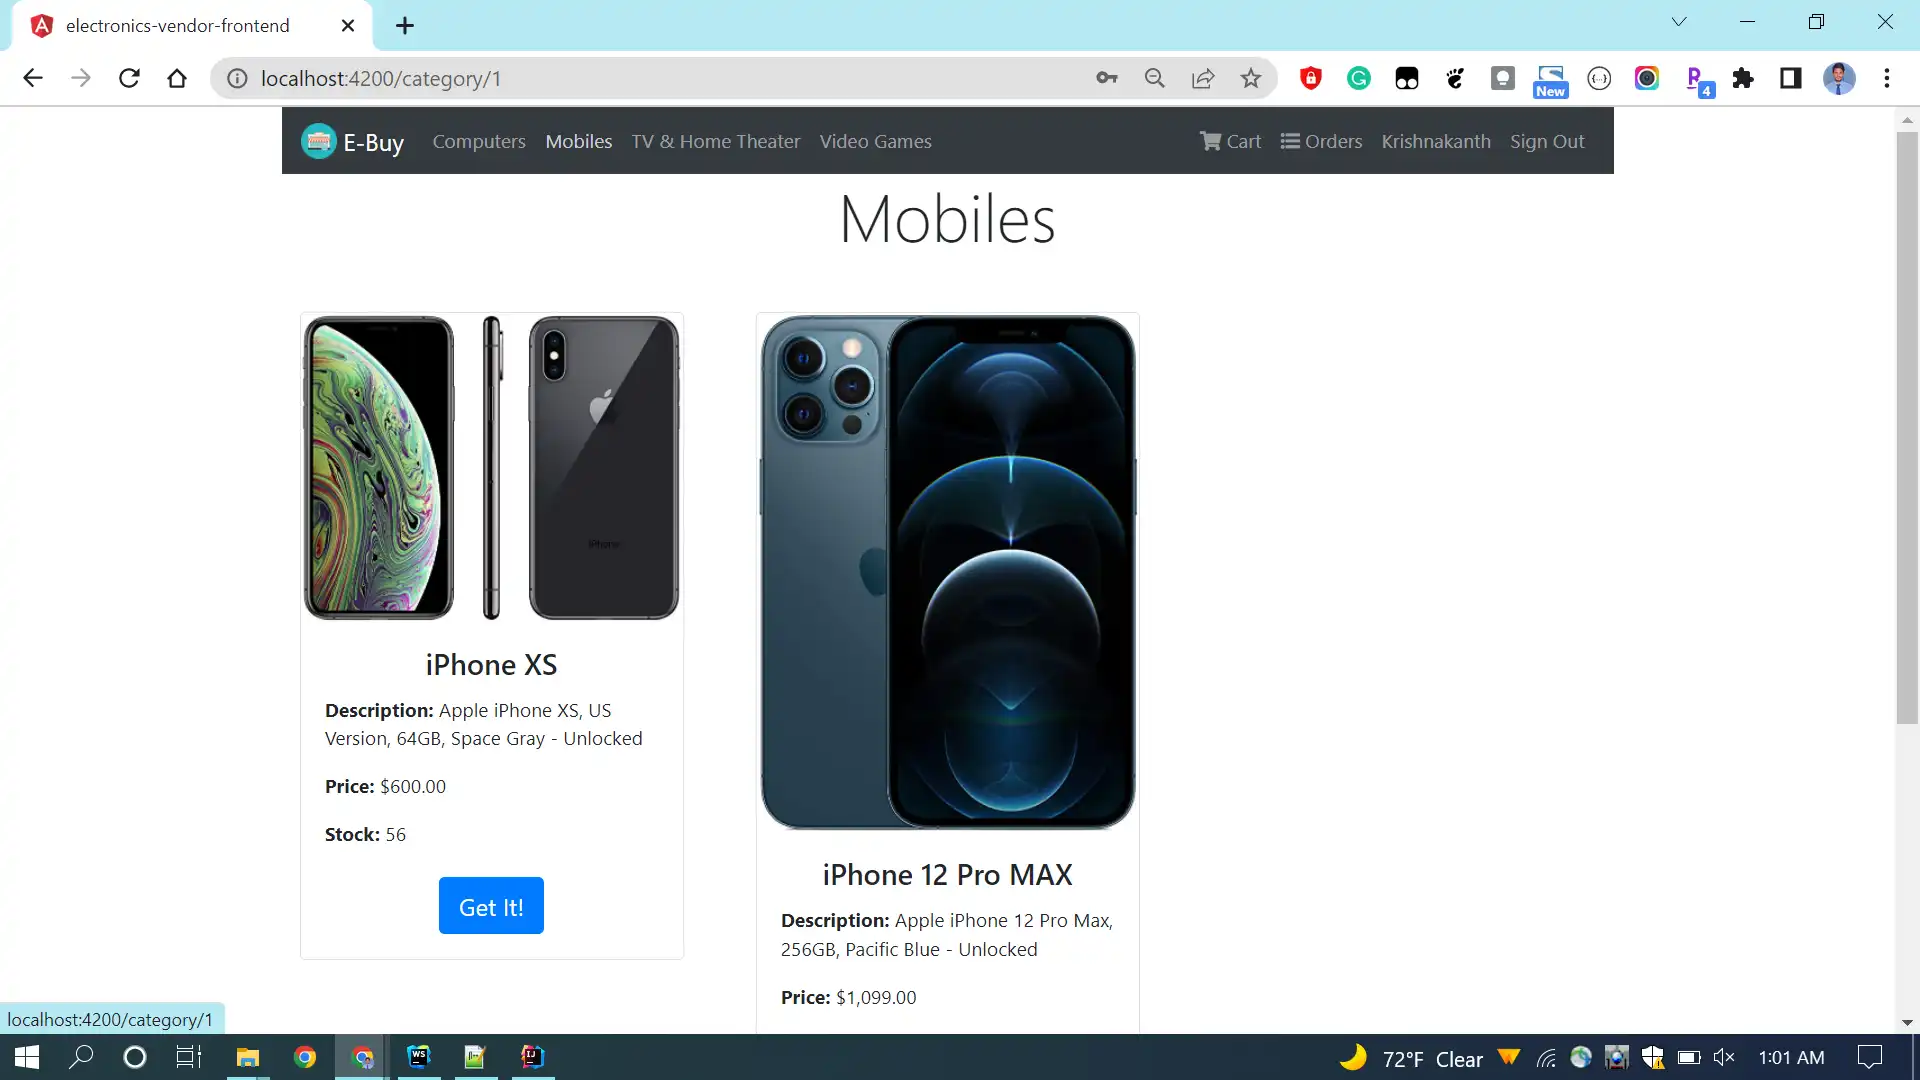 electronics-vendor-frontend
localhost:4200/category/1
New
4
E-Buy Computers Mobiles TV & Home Theater Video Games Cart Orders Krishnakanth Sign Out
Mobiles
iPhone
iPhone XS
Description: Apple iPhone XS, US
Version, 64GB, Space Gray - Unlocked
Price: $600.00
Stock: 56
Get It!
iPhone 12 Pro MAX
Description: Apple iPhone 12 Pro Max,
256GB, Pacific Blue - Unlocked
Price: $1,099.00
localhost:4200/category/1
WS
IJ
72°F Clear
1:01 AM